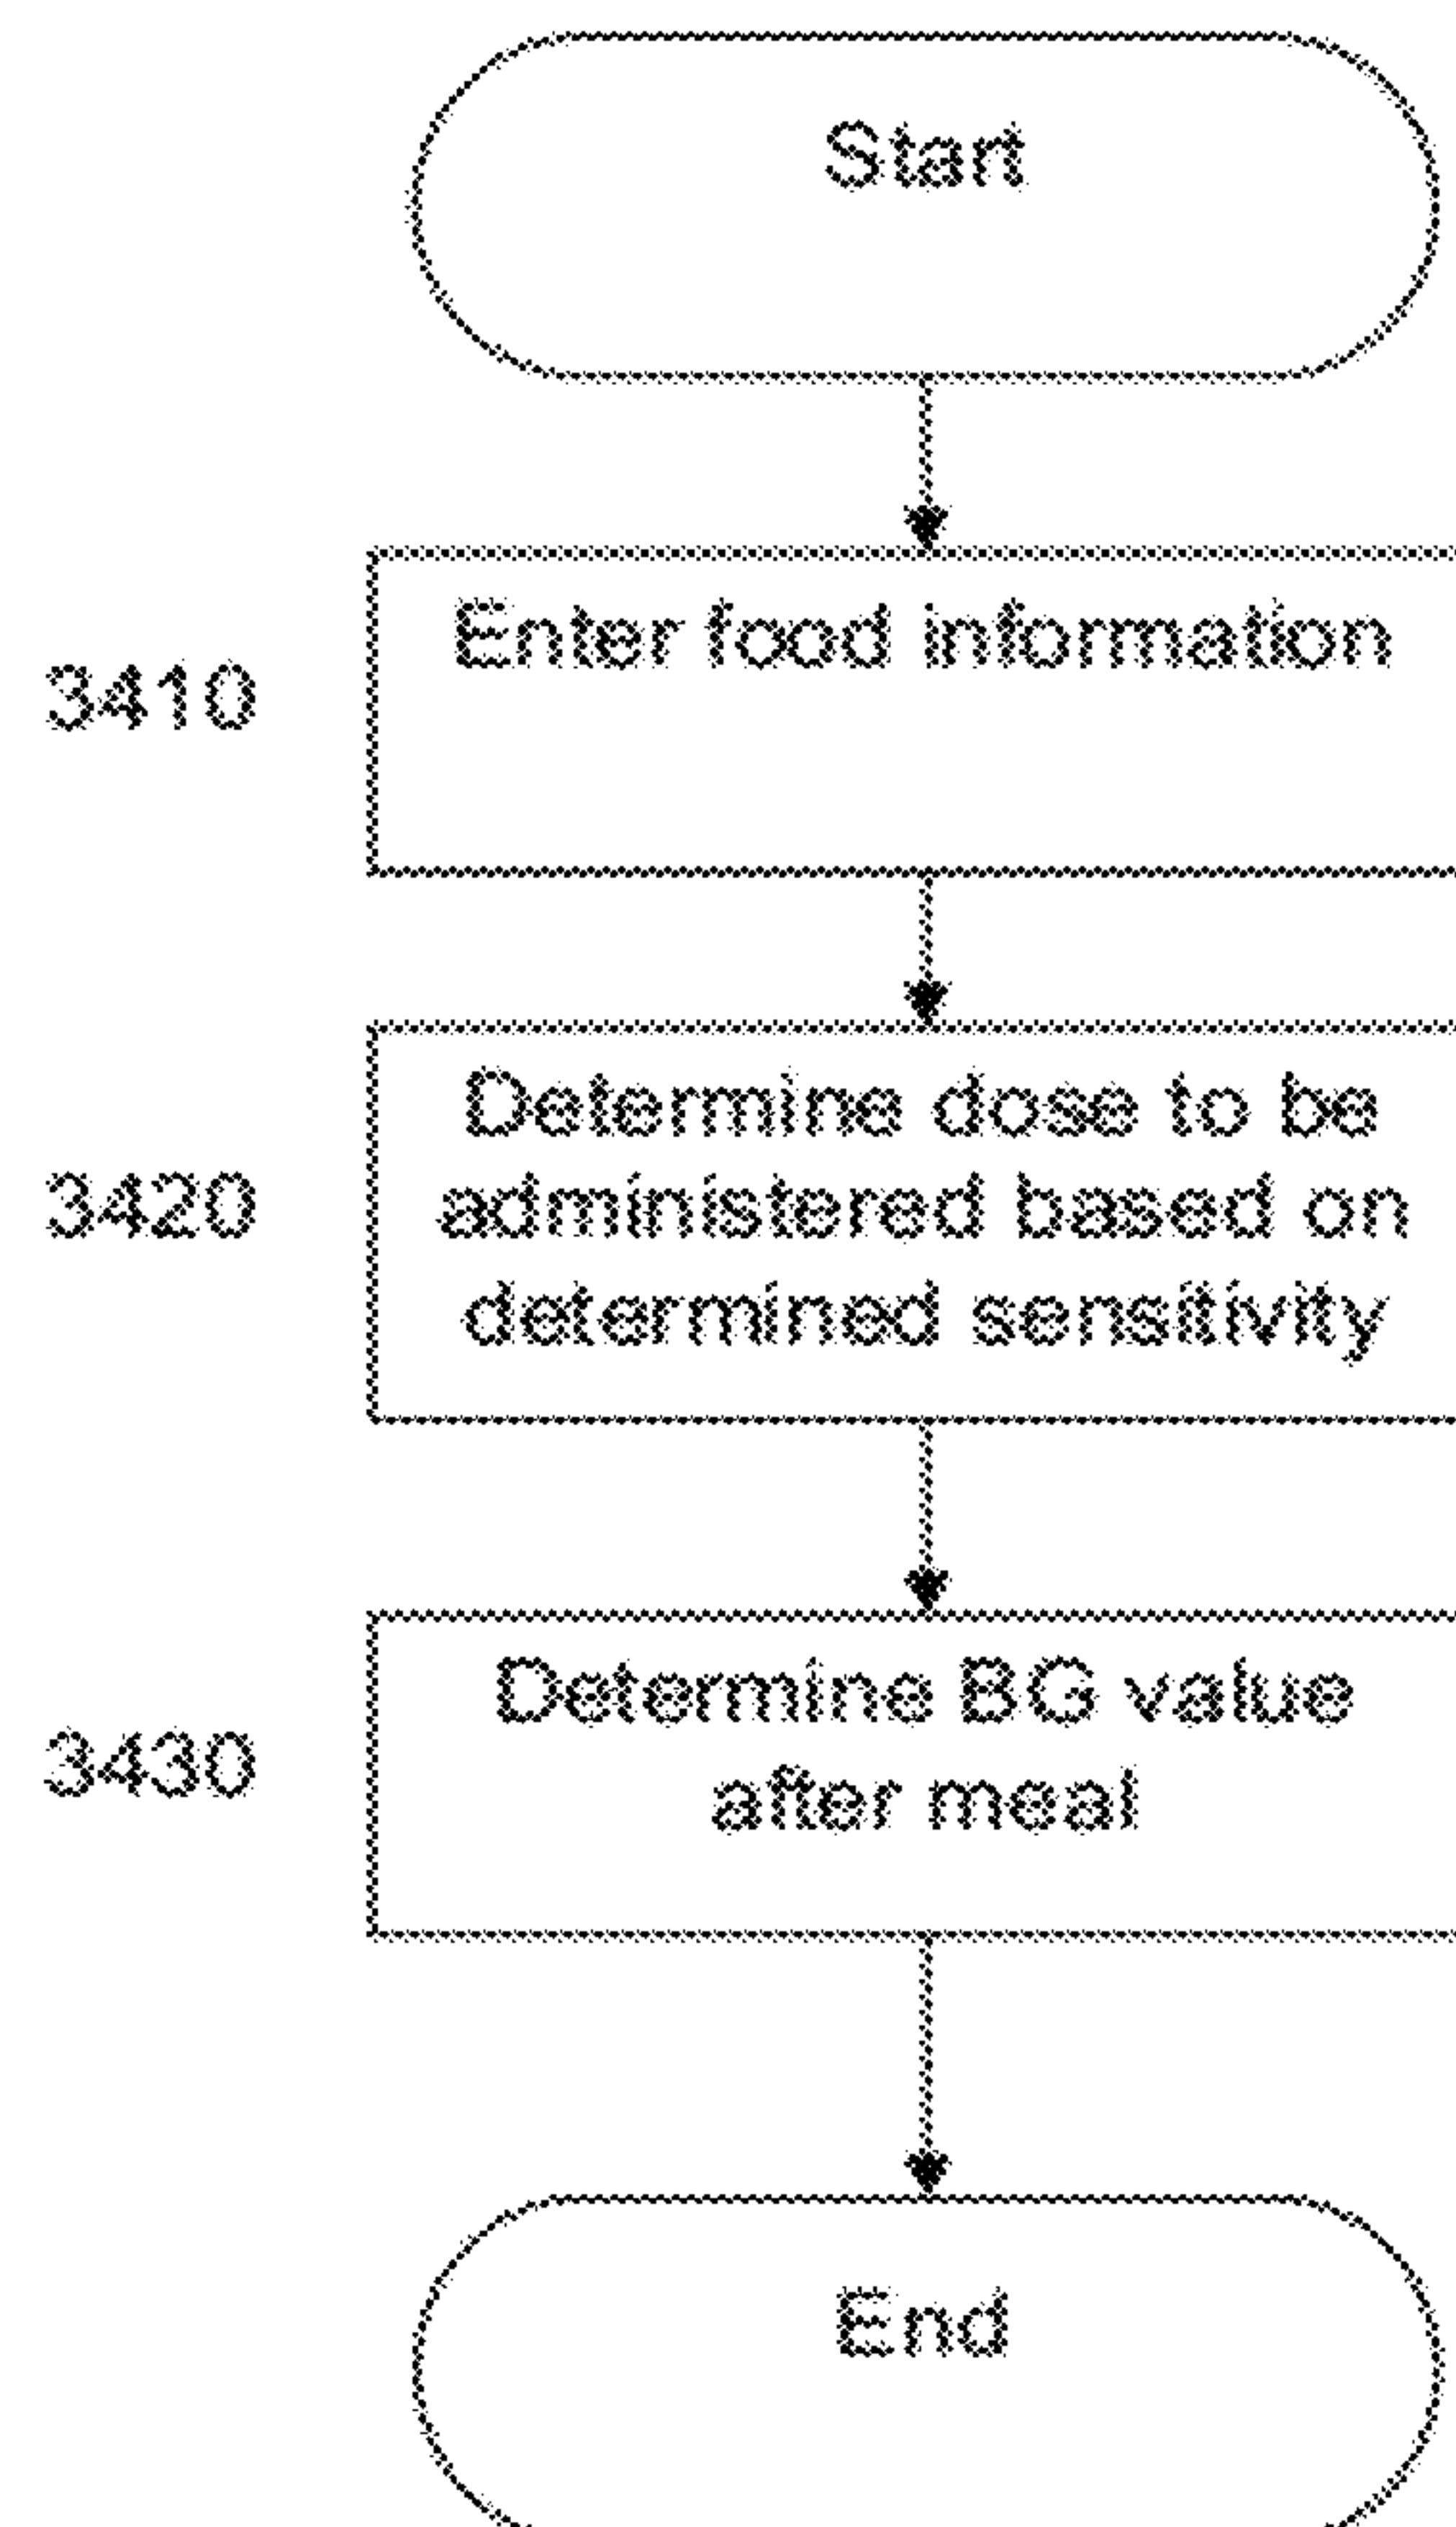 Start
3410
Enter food information
3420
Determine dose to be
administered based on
determined sensitivity
3430
Determine BG value
after meal
End